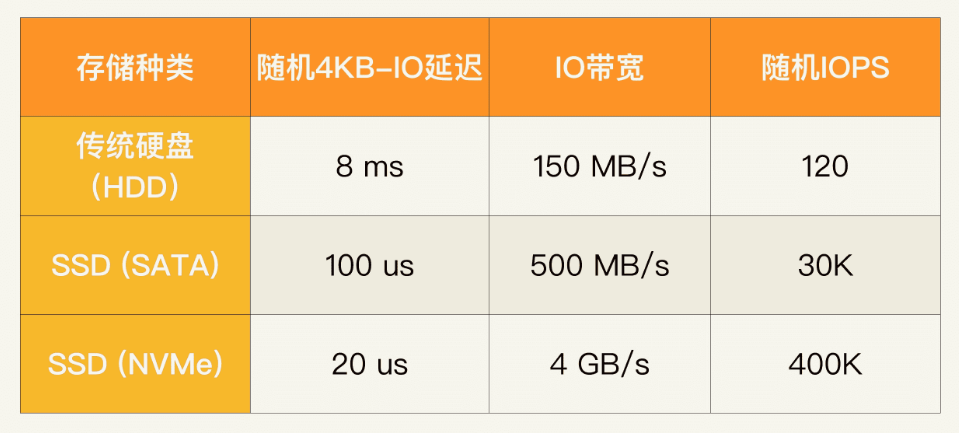 存储种类
随机4KB-IO延迟
IO带宽
随机IOPS
传统硬盘
(HDD)
8 ms
150 MB/s
120
SSD (SATA)
100 us
500 MB/s
30K
SSD (NVMe)
20 us
4 GB/s
400K